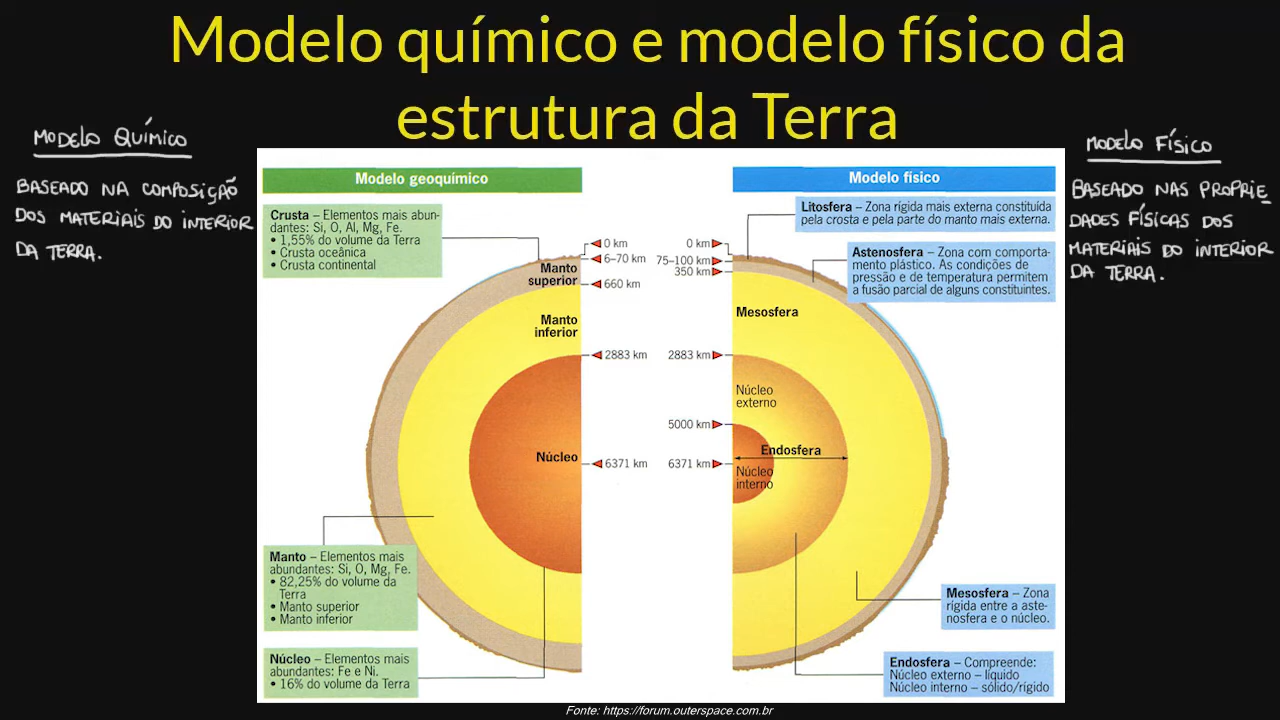 Modelo químico e modelo físico da
estrutura da Terra
MODELO QUÍMICO
BASEADO NA COMPOSIÇÃO
DOS MATERIAIS DO INTERIOR
DA TERRA.
MODELO FÍSICO
BASEADO NAS PROPRIE_
DADES FÍSICAS DOS
MATERIAIS DO INTERIOR
DA TERRA.
Modelo geoquímico
Crusta – Elementos mais abun-
dantes: Si, O, Al, Mg, Fe.
• 1,55% do volume da Terra
• Crusta oceânica
• Crusta continental
Manto
superior
Manto
inferior
Núcleo
0 km
6–70 km
660 km
2883 km
6371 km
Manto – Elementos mais
abundantes: Si, O, Mg, Fe.
• 82,25% do volume da
Terra
• Manto superior
• Manto inferior
Núcleo – Elementos mais
abundantes: Fe e Ni.
• 16% do volume da Terra
Modelo físico
Litosfera – Zona rígida mais externa constituída
pela crosta e pela parte do manto mais externa.
Astenosfera – Zona com comporta-
mento plástico. As condições de
pressão e de temperatura permitem
a fusão parcial de alguns constituintes.
0 km
75–100 km
350 km
2883 km
5000 km
6371 km
Mesosfera
Núcleo
externo
Endosfera
Núcleo
interno
Mesosfera – Zona
rígida entre a aste-
nosfera e o núcleo.
Endosfera – Compreende:
Núcleo externo – líquido
Núcleo interno – sólido/rígido
Fonte: https://forum.outerspace.com.br